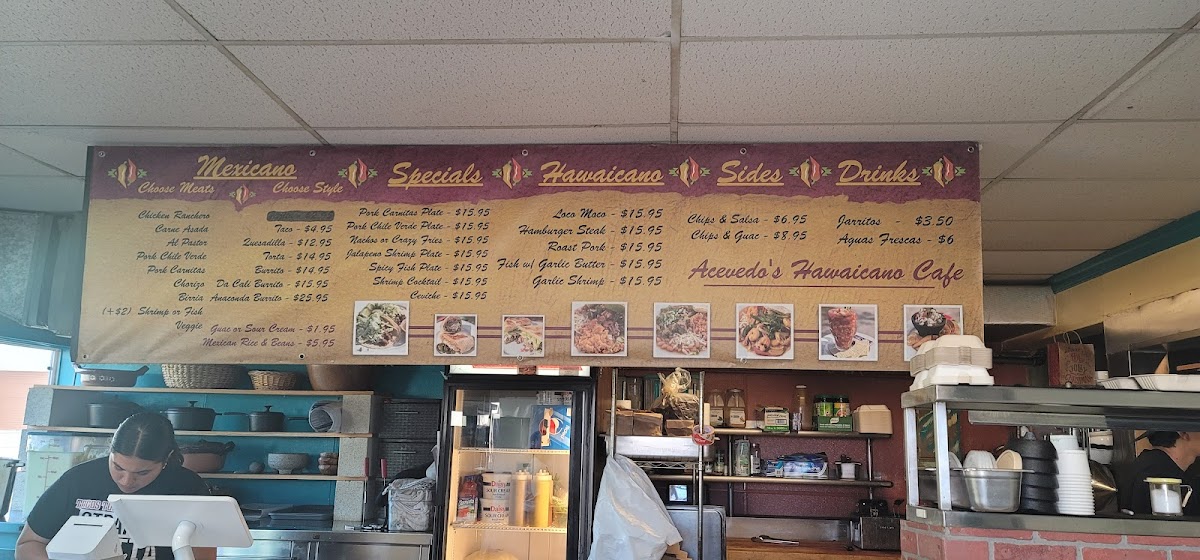 Mexicano
Choose Meats
Choose Style
Chicken Ranchero
Carne Asada
Al Pastor
Pork Chile Verde
Pork Carnitas
Chorizo
Birria
(+$2) Shrimp or Fish
Veggie
Taco - $4.95
Quesadilla - $12.95
Torta - $14.95
Burrito - $14.95
Da Cali Burrito - $15.95
Anaconda Burrito - $25.95
Guac or Sour Cream - $1.95
Mexican Rice & Beans - $5.95
Specials
Pork Carnitas Plate - $15.95
Pork Chile Verde Plate - $15.95
Nachos or Crazy Fries - $15.95
Jalapeno Shrimp Plate - $15.95
Spicy Fish Plate - $15.95
Shrimp Cocktail - $15.95
Ceviche - $15.95
Hawaicano
Loco Moco - $15.95
Hamburger Steak - $15.95
Roast Pork - $15.95
Fish w/ Garlic Butter - $15.95
Garlic Shrimp - $15.95
Sides
Chips & Salsa - $6.95
Chips & Guac - $8.95
Drinks
Jarritos - $3.50
Aguas Frescas - $6
Acevedo's Hawaicano Cafe
Daisy
SOUR CREAM
Daisy
SOUR CREAM